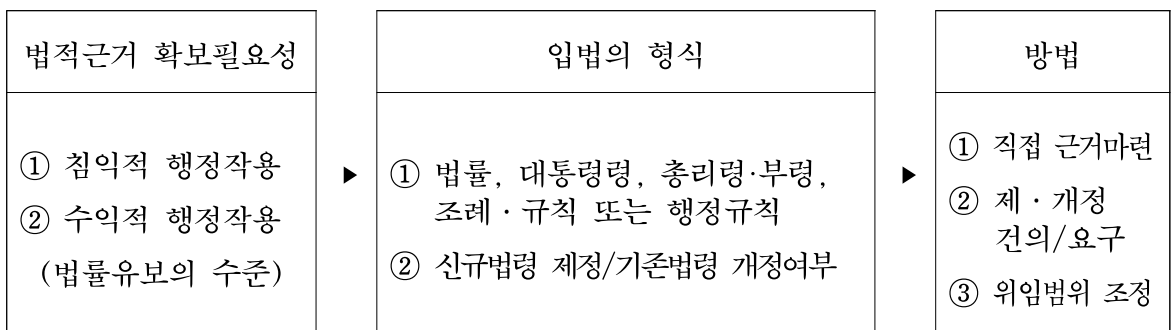 법적근거 확보필요성
① 침익적 행정작용
② 수익적 행정작용
(법률유보의 수준)
▶
입법의 형식
① 법률, 대통령령, 총리령·부령,
조례·규칙 또는 행정규칙
② 신규법령 제정/기존법령 개정여부
▶
방법
① 직접 근거마련
② 제·개정
건의/요구
③ 위임범위 조정